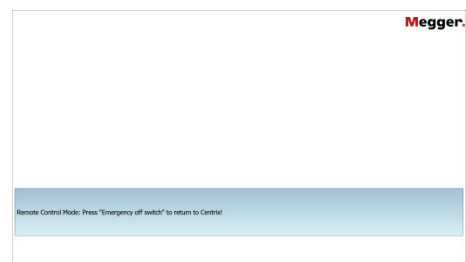 Megger.
Remote Control Mode: Press "Emergency off switch" to return to Centrix!